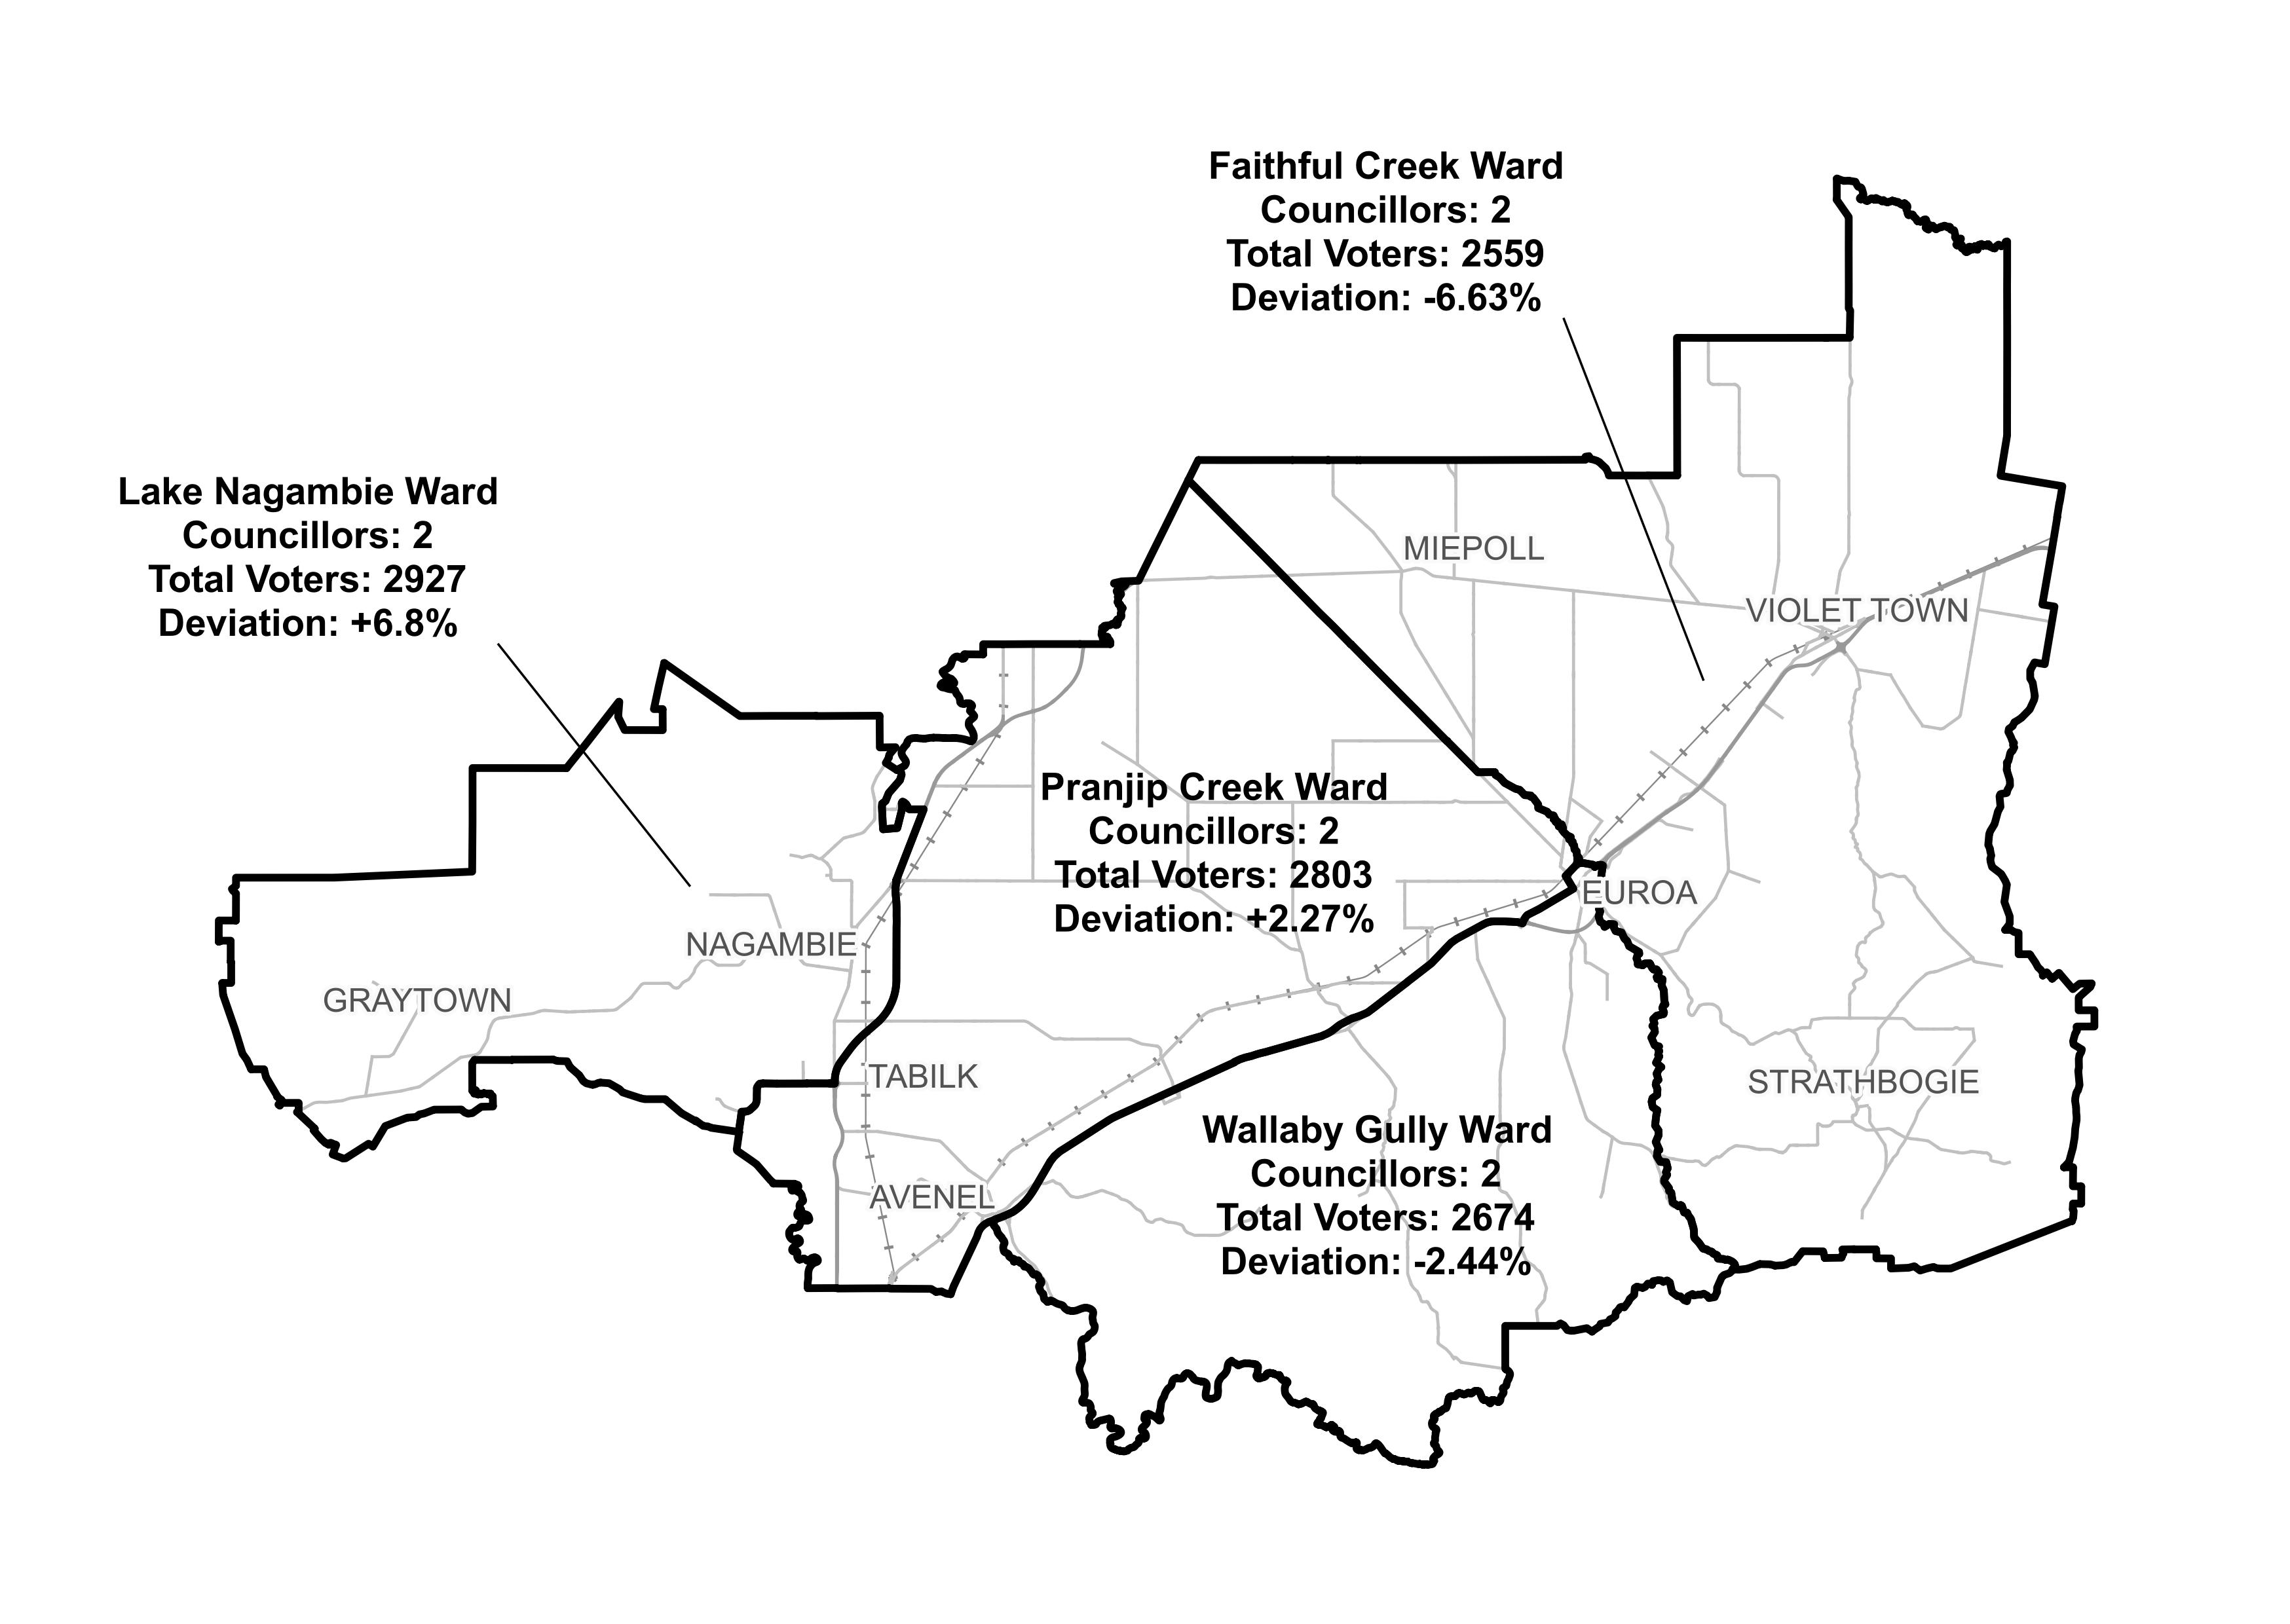 Faithful Creek Ward
Councillors: 2
Total Voters: 2559
Deviation: -6.63%
Lake Nagambie Ward
Councillors: 2
Total Voters: 2927
Deviation: +6.8%
MIEPOLL
VIOLET TOWN
Pranjip Creek Ward
Councillors: 2
Total Voters: 2803
Deviation: +2.27%
EUROA
NAGAMBIE
GRAYTOWN
TABILK
STRATHBOGIE
Wallaby Gully Ward
Councillors: 2
Total Voters: 2674
Deviation: -2.44%
AVENEL